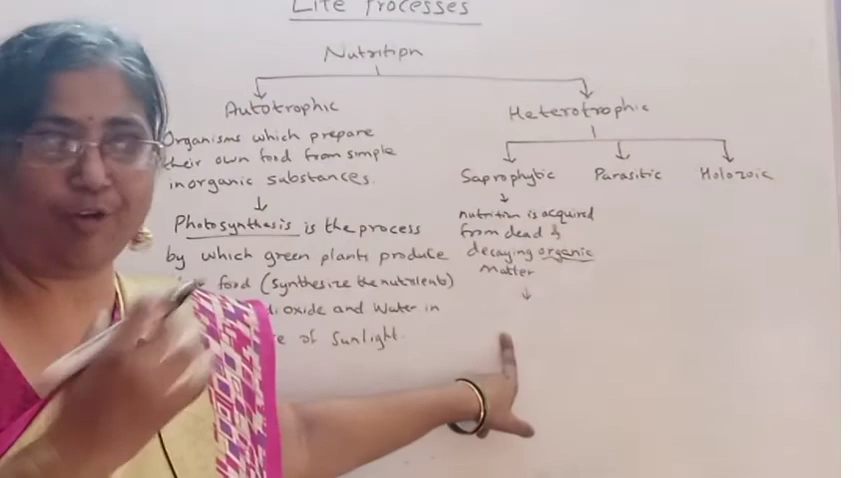 Life Processes
Nutrition
Autotrophic
Organisms which prepare
their own food from simple
inorganic substances.
Photosynthesis is the process
by which green plants produce
food (synthesize the nutrients)
dioxide and Water in
of Sunlight.
Heterotrophic
Saprophytic Parasitic Holozoic
nutrition is acquired
from dead &
decaying organic
matter